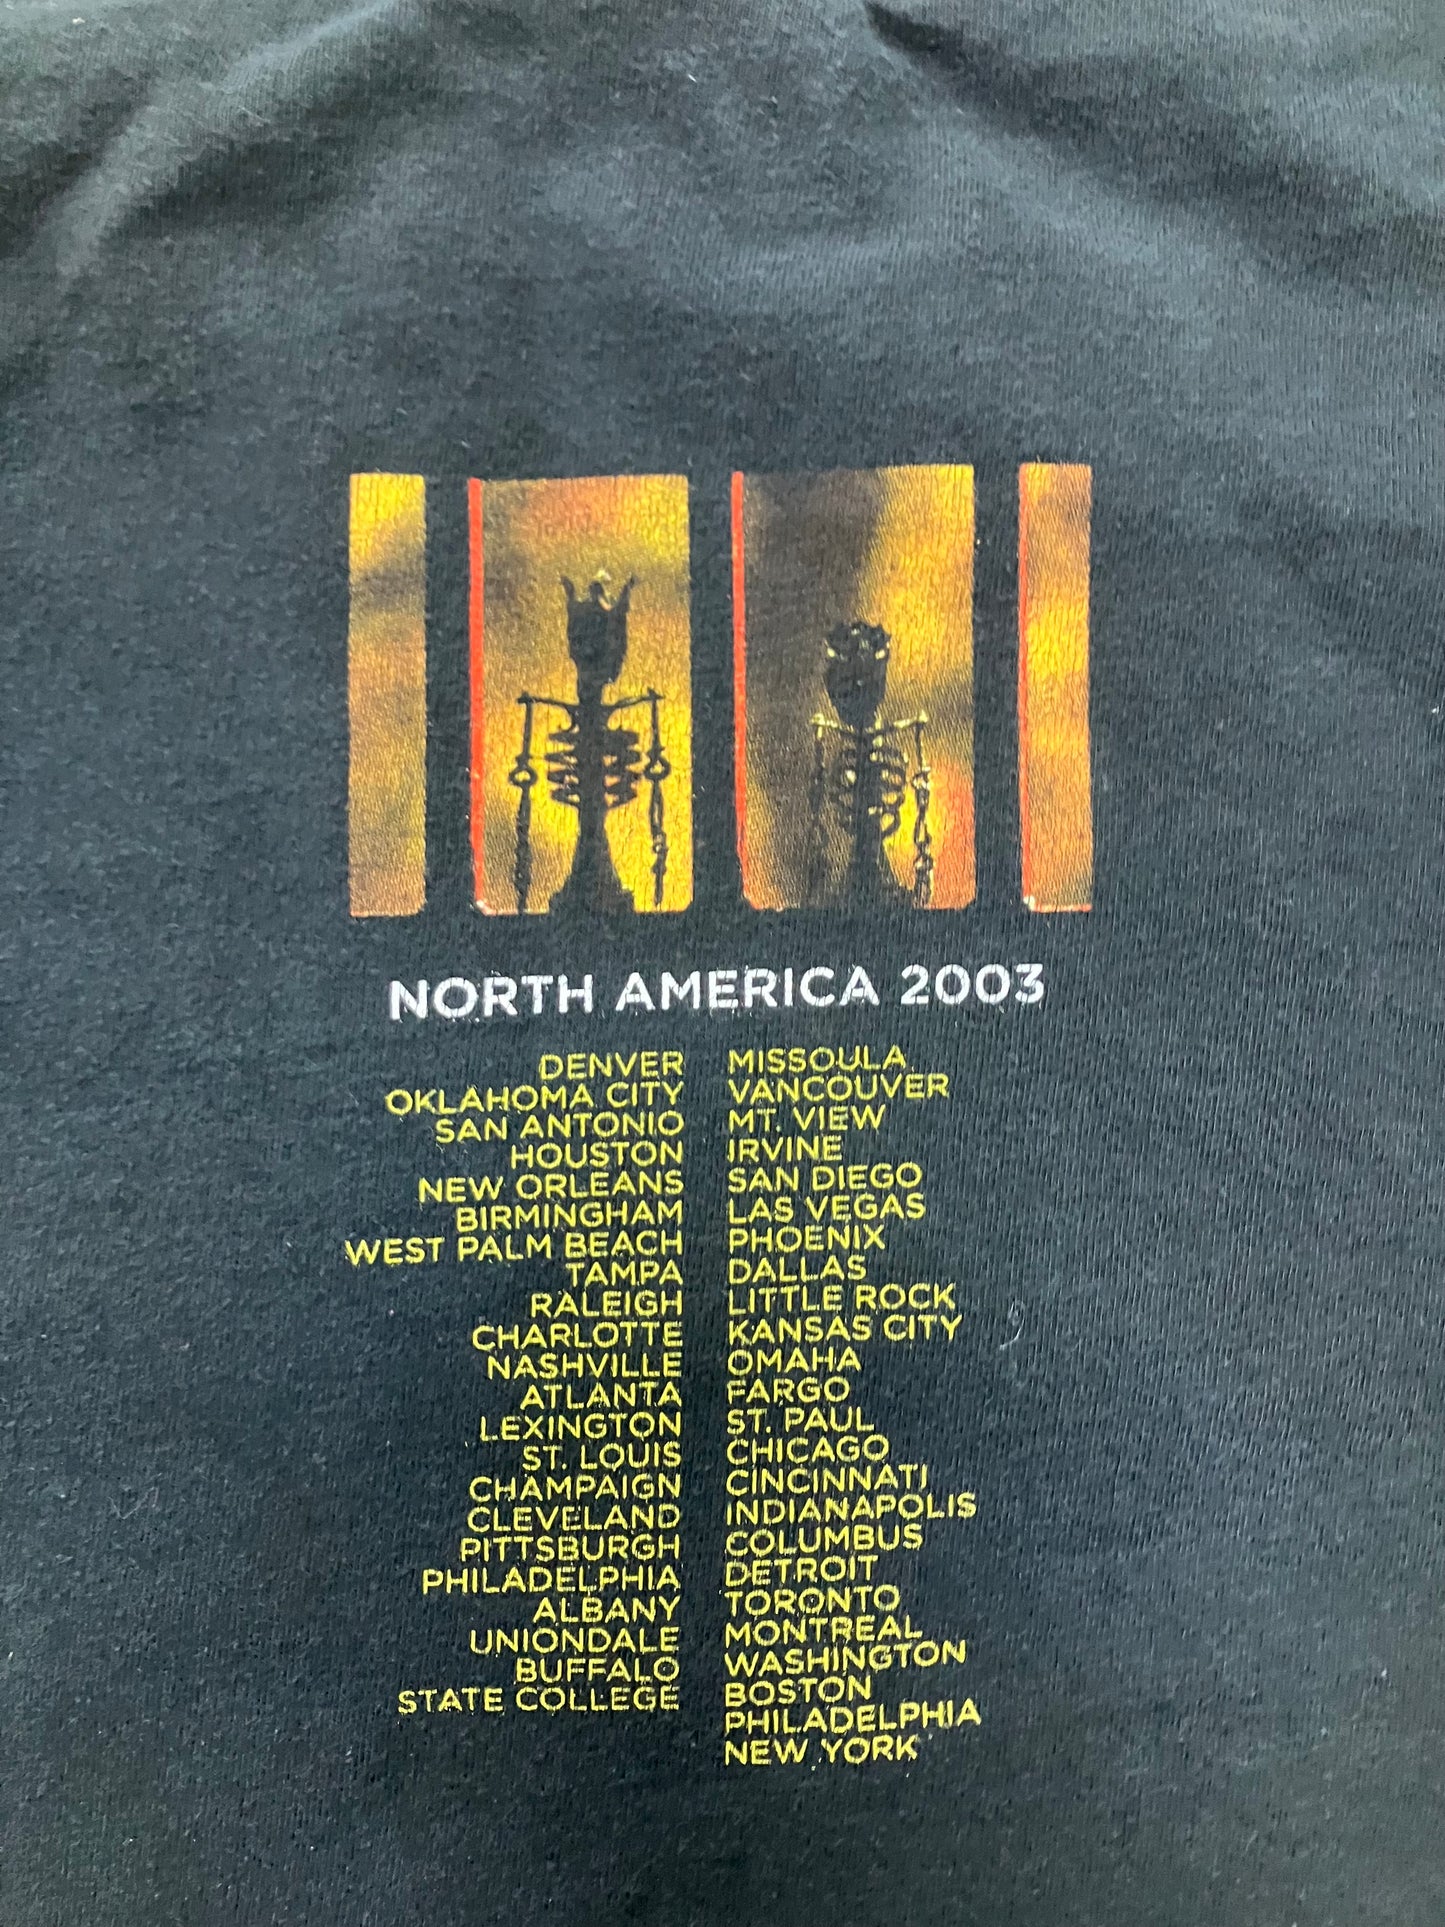 NORTH AMERICA 2003
DENVER
OKLAHOMA CITY
SAN ANTONIO
HOUSTON
NEW ORLEANS
BIRMINGHAM
WEST PALM BEACH
TAMPA
RALEIGH
CHARLOTTE
NASHVILLE
ATLANTA
LEXINGTON
ST. LOUIS
CHAMPAIGN
CLEVELAND
PITTSBURGH
PHILADELPHIA
ALBANY
UNIONDALE
BUFFALO
STATE COLLEGE
MISSOULA
VANCOUVER
MT. VIEW
IRVINE
SAN DIEGO
LAS VEGAS
PHOENIX
DALLAS
LITTLE ROCK
KANSAS CITY
OMAHA
FARGO
ST. PAUL
CHICAGO
CINCINNATI
INDIANAPOLIS
COLUMBUS
DETROIT
TORONTO
MONTREAL
WASHINGTON
BOSTON
PHILADELPHIA
NEW YORK